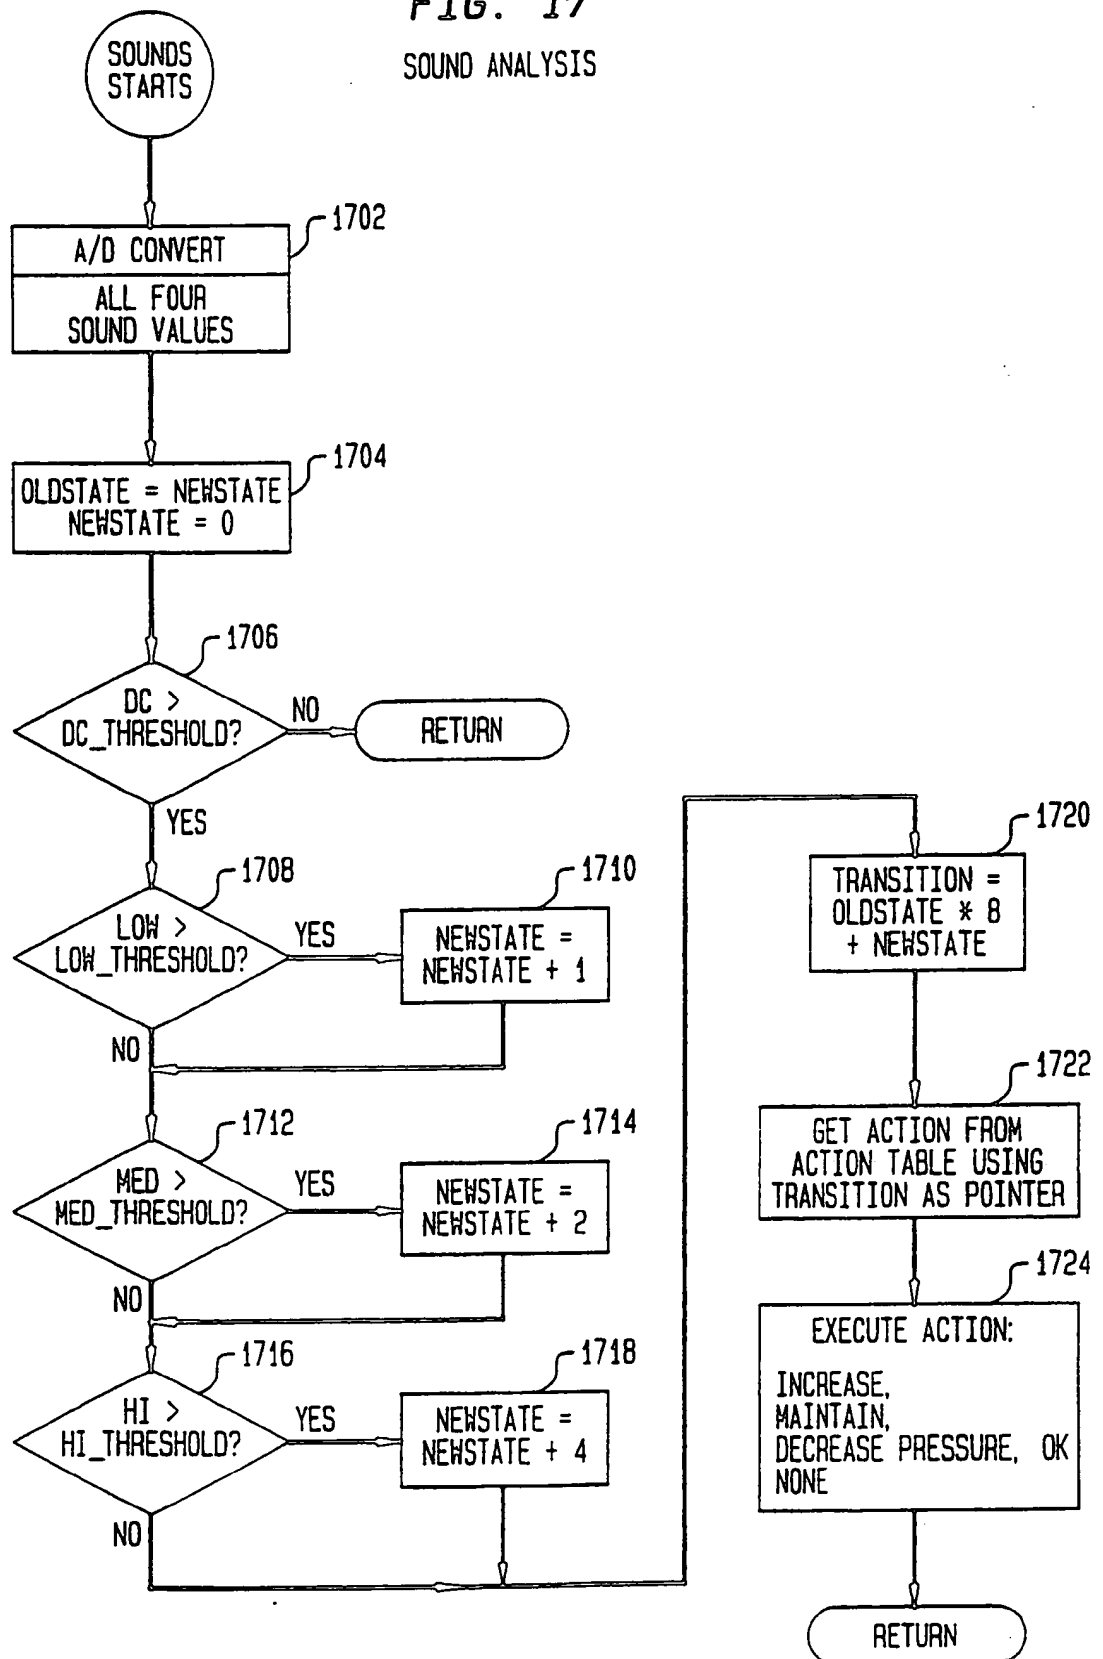 FIG. 17
SOUND ANALYSIS
SOUNDS
STARTS
1702
A/D CONVERT
ALL FOUR
SOUND VALUES
1704
OLDSTATE = NEWSTATE
NEWSTATE = 0
1706
DC >
DC_THRESHOLD?
NO
RETURN
YES
1708
LOW >
LOW_THRESHOLD?
YES
1710
NEWSTATE =
NEWSTATE + 1
NO
1712
MED >
MED_THRESHOLD?
YES
1714
NEWSTATE =
NEWSTATE + 2
NO
1716
HI >
HI_THRESHOLD?
YES
1718
NEWSTATE =
NEWSTATE + 4
NO
1720
TRANSITION =
OLDSTATE * 8
+ NEWSTATE
1722
GET ACTION FROM
ACTION TABLE USING
TRANSITION AS POINTER
1724
EXECUTE ACTION:
INCREASE,
MAINTAIN,
DECREASE PRESSURE, OK
NONE
RETURN